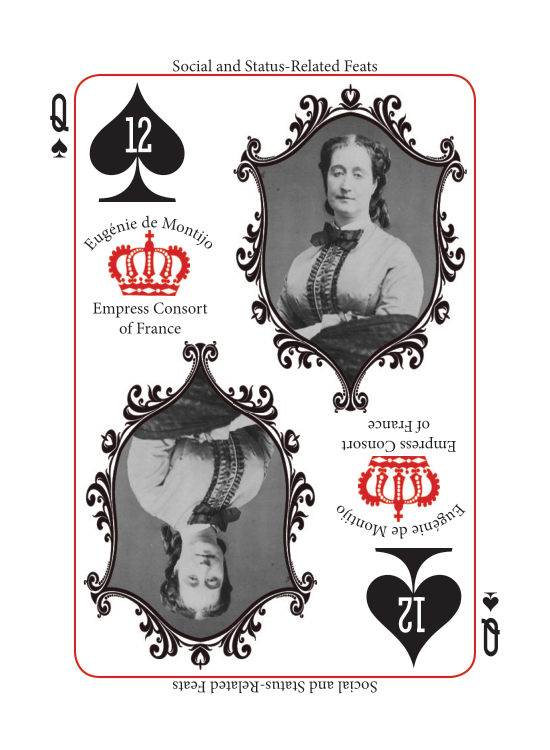 Social and Status-Related Feats
Q
12
Eugénie de Montijo
Empress Consort
of France
of France
Empress Consort
Eugénie de Montijo
12
Q
Social and Status-Related Feats